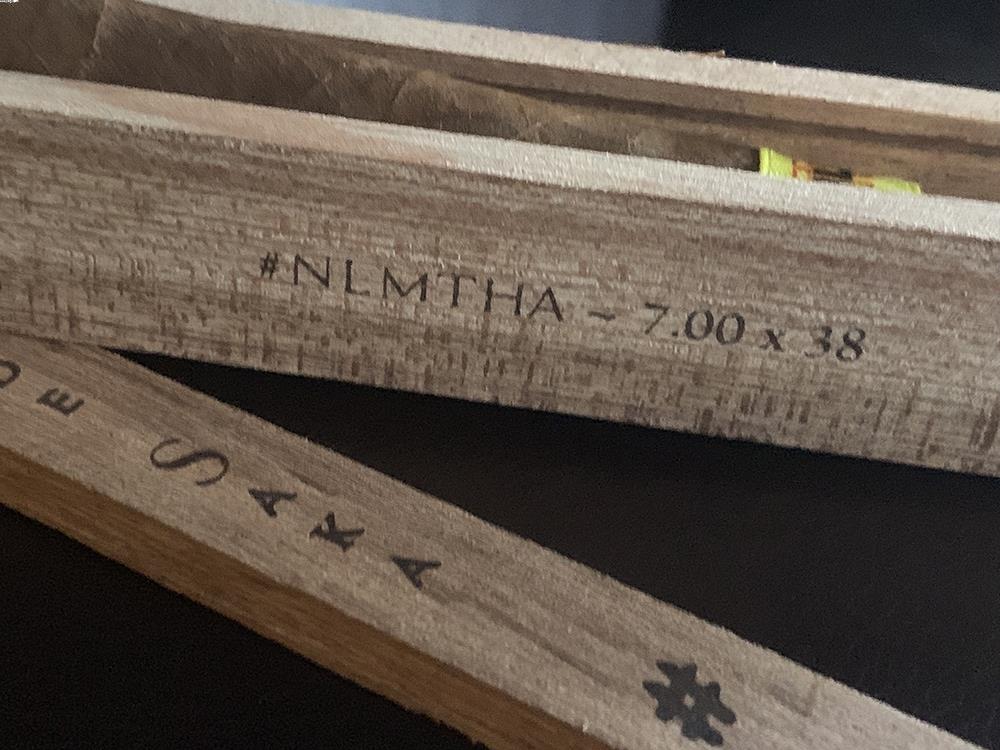 #NLMTHA ~ 7.00 x 38
E SAKA